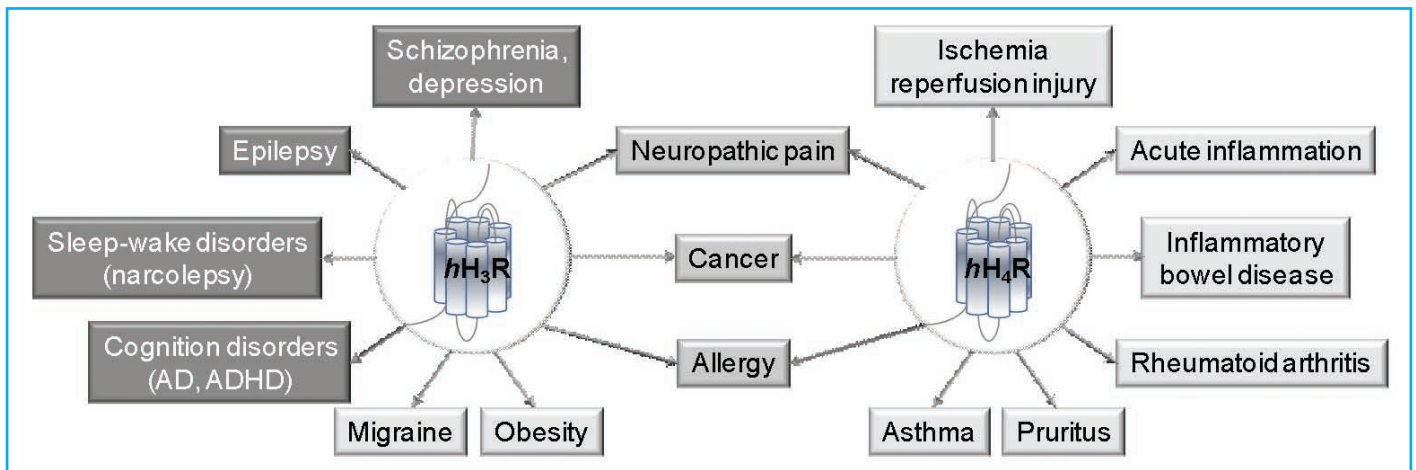 Schizophrenia,
depression
Ischemia
reperfusion injury
Epilepsy
Neuropathic pain
Acute inflammation
Sleep-wake disorders
(narcolepsy)
hH₃R
Cancer
hH₄R
Inflammatory
bowel disease
Cognition disorders
(AD, ADHD)
Allergy
Rheumatoid arthritis
Migraine
Obesity
Asthma
Pruritus